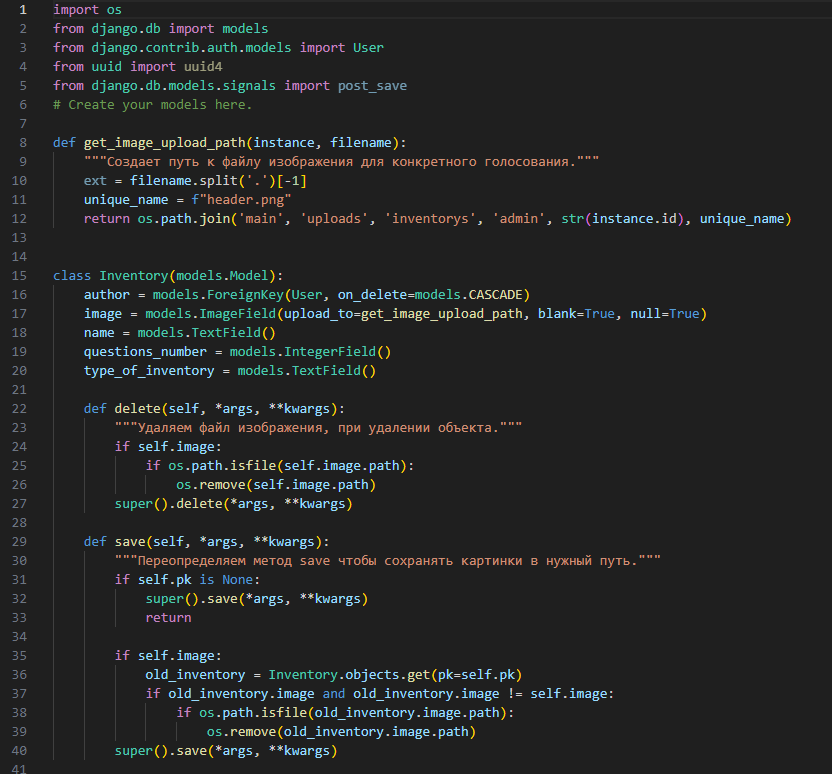 1 import os
2 from django.db import models
3 from django.contrib.auth.models import User
4 from uuid import uuid4
5 from django.db.models.signals import post_save
6 # Create your models here.
7
8 def get_image_upload_path(instance, filename):
9     """Создает путь к файлу изображения для конкретного голосования."""
10     ext = filename.split('.')[-1]
11     unique_name = f"header.png"
12     return os.path.join('main', 'uploads', 'inventorys', 'admin', str(instance.id), unique_name)
13
14
15 class Inventory(models.Model):
16     author = models.ForeignKey(User, on_delete=models.CASCADE)
17     image = models.ImageField(upload_to=get_image_upload_path, blank=True, null=True)
18     name = models.TextField()
19     questions_number = models.IntegerField()
20     type_of_inventory = models.TextField()
21
22     def delete(self, *args, **kwargs):
23         """Удаляем файл изображения, при удалении объекта."""
24         if self.image:
25             if os.path.isfile(self.image.path):
26                 os.remove(self.image.path)
27         super().delete(*args, **kwargs)
28
29     def save(self, *args, **kwargs):
30         """Переопределяем метод save чтобы сохранять картинки в нужный путь."""
31         if self.pk is None:
32             super().save(*args, **kwargs)
33             return
34
35         if self.image:
36             old_inventory = Inventory.objects.get(pk=self.pk)
37             if old_inventory.image and old_inventory.image != self.image:
38                 if os.path.isfile(old_inventory.image.path):
39                     os.remove(old_inventory.image.path)
40         super().save(*args, **kwargs)
41